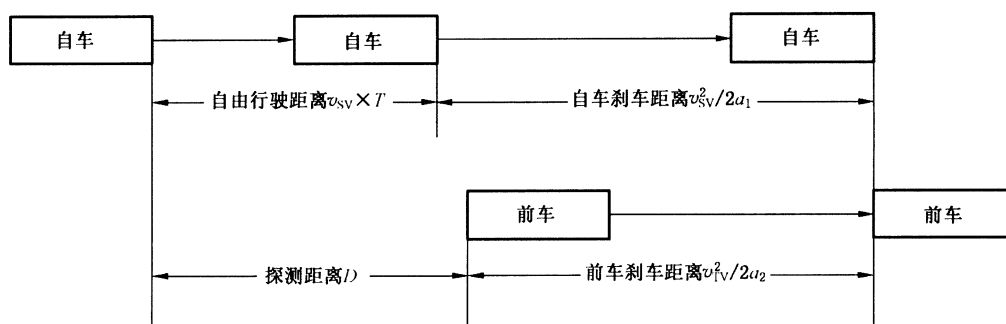 自车 自车 自车
自由行驶距离v_SV×T 自车刹车距离v²_SV/2a₁
前车 前车
探测距离D 前车刹车距离v²_TV/2a₂